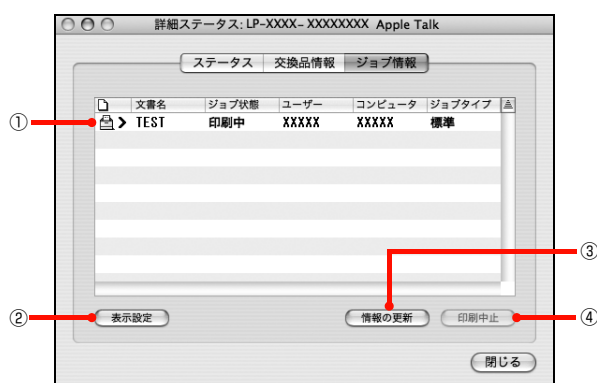 詳細ステータス: LP-XXXX- XXXXXXXX Apple Talk
ステータス 交換品情報 ジョブ情報
文書名 ジョブ状態 ユーザー コンピュータ ジョブタイプ
① TEST 印刷中 XXXXX XXXXX 標準
③
② 表示設定 情報の更新 印刷中止 ④
閉じる